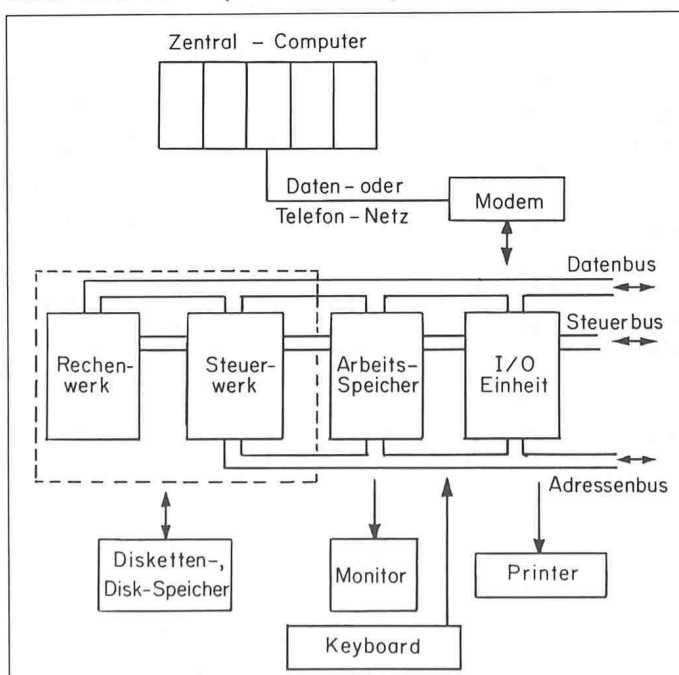 Zentral - Computer
Daten- oder
Telefon-Netz
Modem
Datenbus
Steuerbus
Rechen-
werk
Steuer-
werk
Arbeits-
Speicher
I/O
Einheit
Adressenbus
Disketten-,
Disk-Speicher
Monitor
Printer
Keyboard